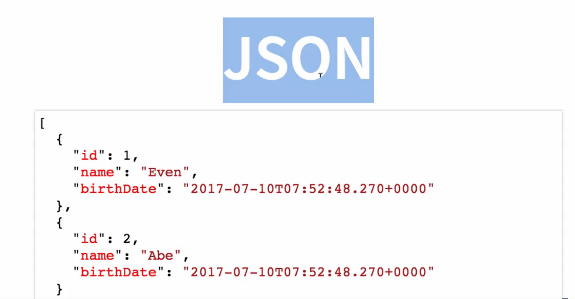 JSON
[
  {
    "id": 1,
    "name": "Even",
    "birthDate": "2017-07-10T07:52:48.270+0000"
  },
  {
    "id": 2,
    "name": "Abe",
    "birthDate": "2017-07-10T07:52:48.270+0000"
  }